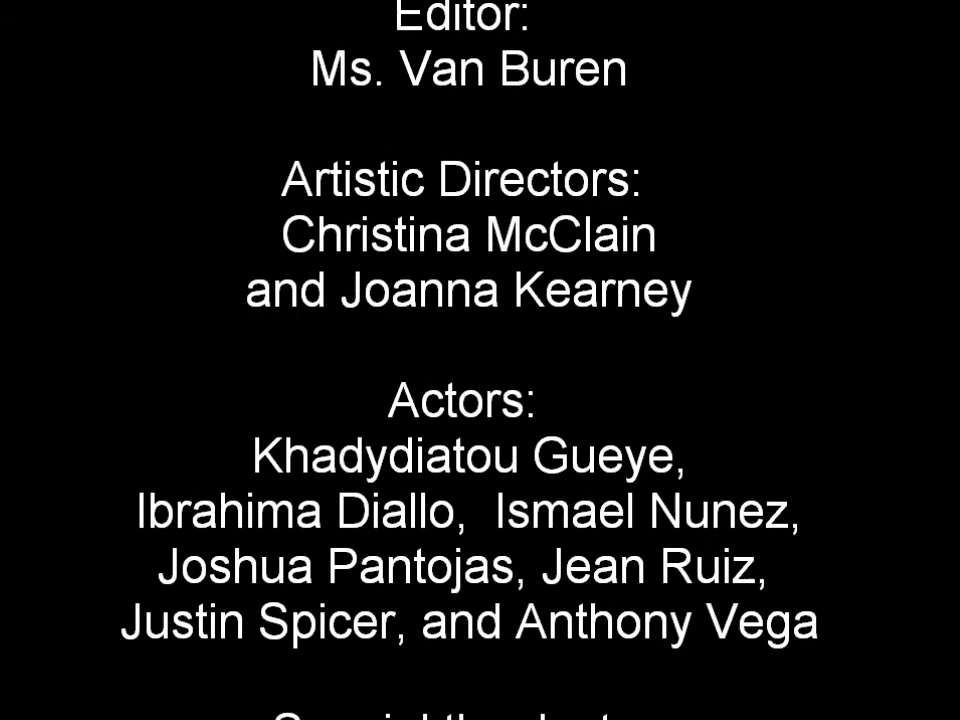 Editor:
Ms. Van Buren
Artistic Directors:
Christina McClain
and Joanna Kearney
Actors:
Khadydiatou Gueye,
Ibrahima Diallo, Ismael Nunez,
Joshua Pantojas, Jean Ruiz,
Justin Spicer, and Anthony Vega